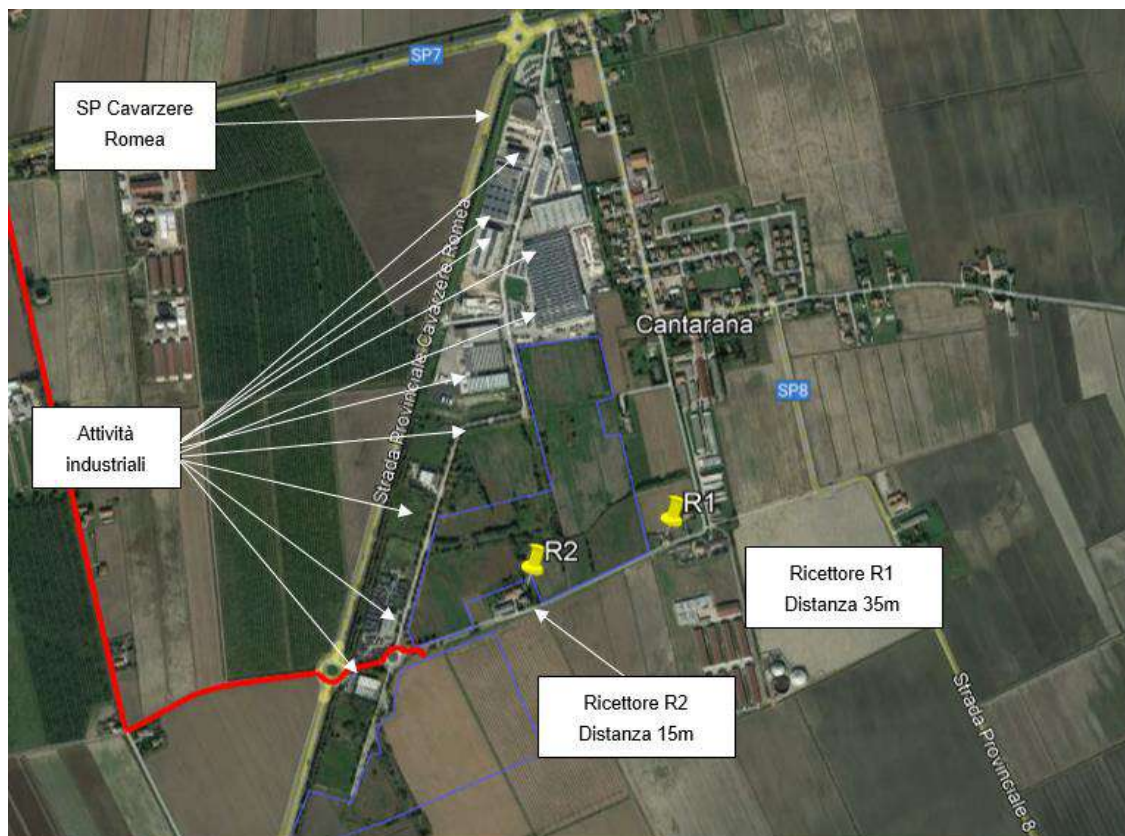 SP7
SP Cavarzere
Romea
Strada Provinciale Cavarzere Romea
Cantarana
SP8
Attività
industriali
R1
R2
Ricettore R1
Distanza 35m
Ricettore R2
Distanza 15m
Strada Provinciale 8